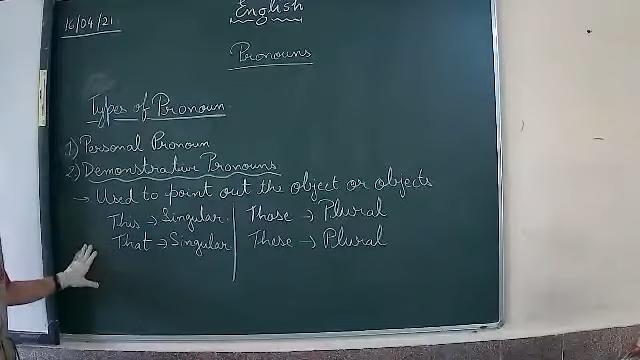 16/04/21
English
Pronouns
Types of Pronoun
1) Personal Pronoun
2) Demonstrative Pronouns
→ Used to point out the object or objects
This → Singular
That → Singular
Those → Plural
These → Plural